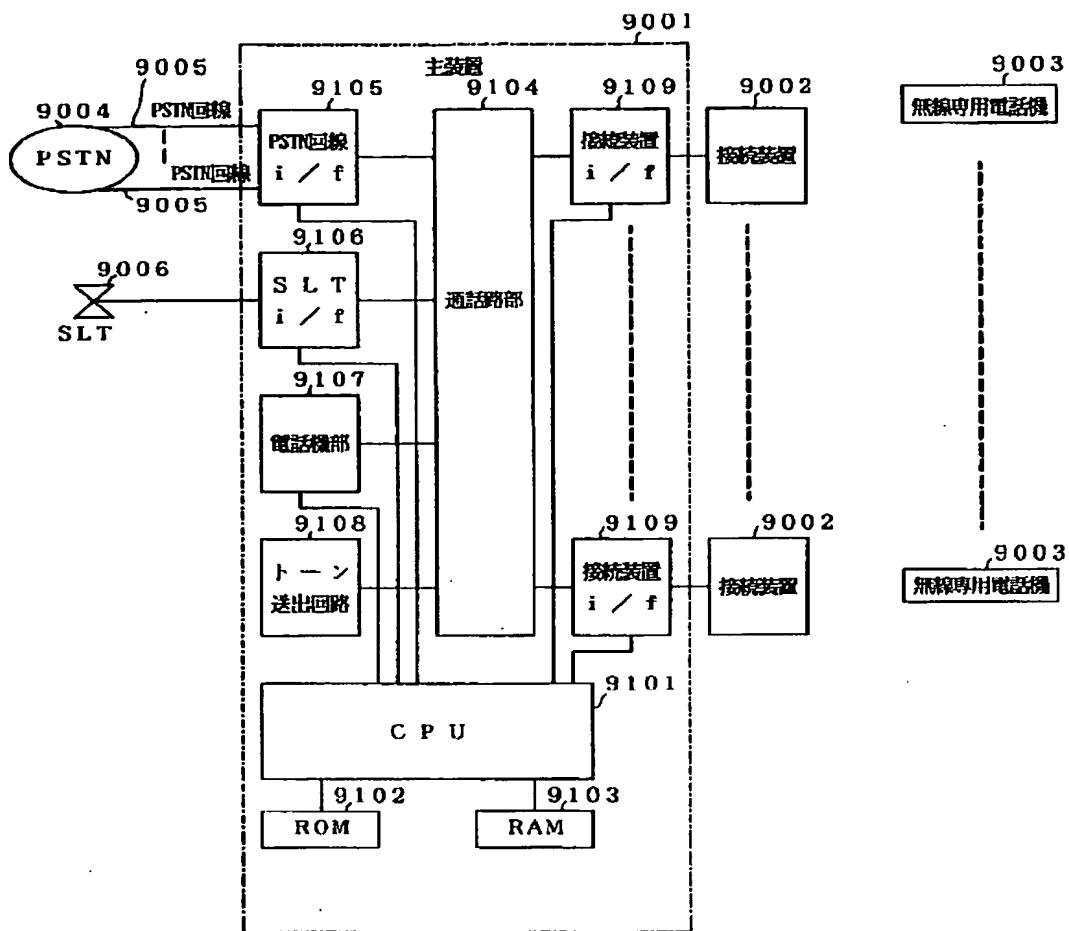 9001
主装置
9005
9105
9104
9109
9002
9003
9004
PSTN回線
PSTN
PSTN回線
9005
PSTN回線
i/f
接続装置
i/f
接続装置
無線専用電話機
9106
9006
SLT
SLT
i/f
通話路部
9107
電話機部
9108
9109
9002
9003
トーン
送出回路
接続装置
i/f
接続装置
無線専用電話機
9101
CPU
9102
9103
ROM
RAM